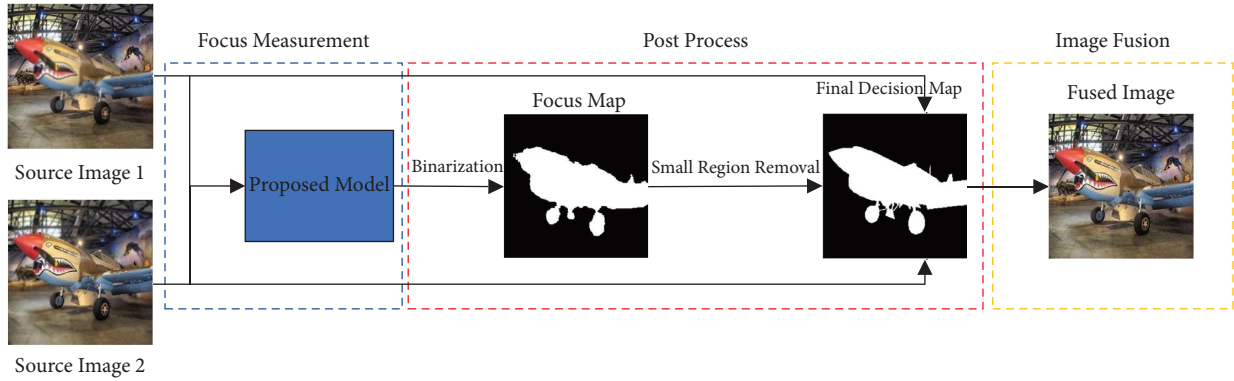 Focus Measurement
Post Process
Image Fusion
Source Image 1
Source Image 2
Proposed Model
Binarization
Focus Map
Small Region Removal
Final Decision Map
Fused Image